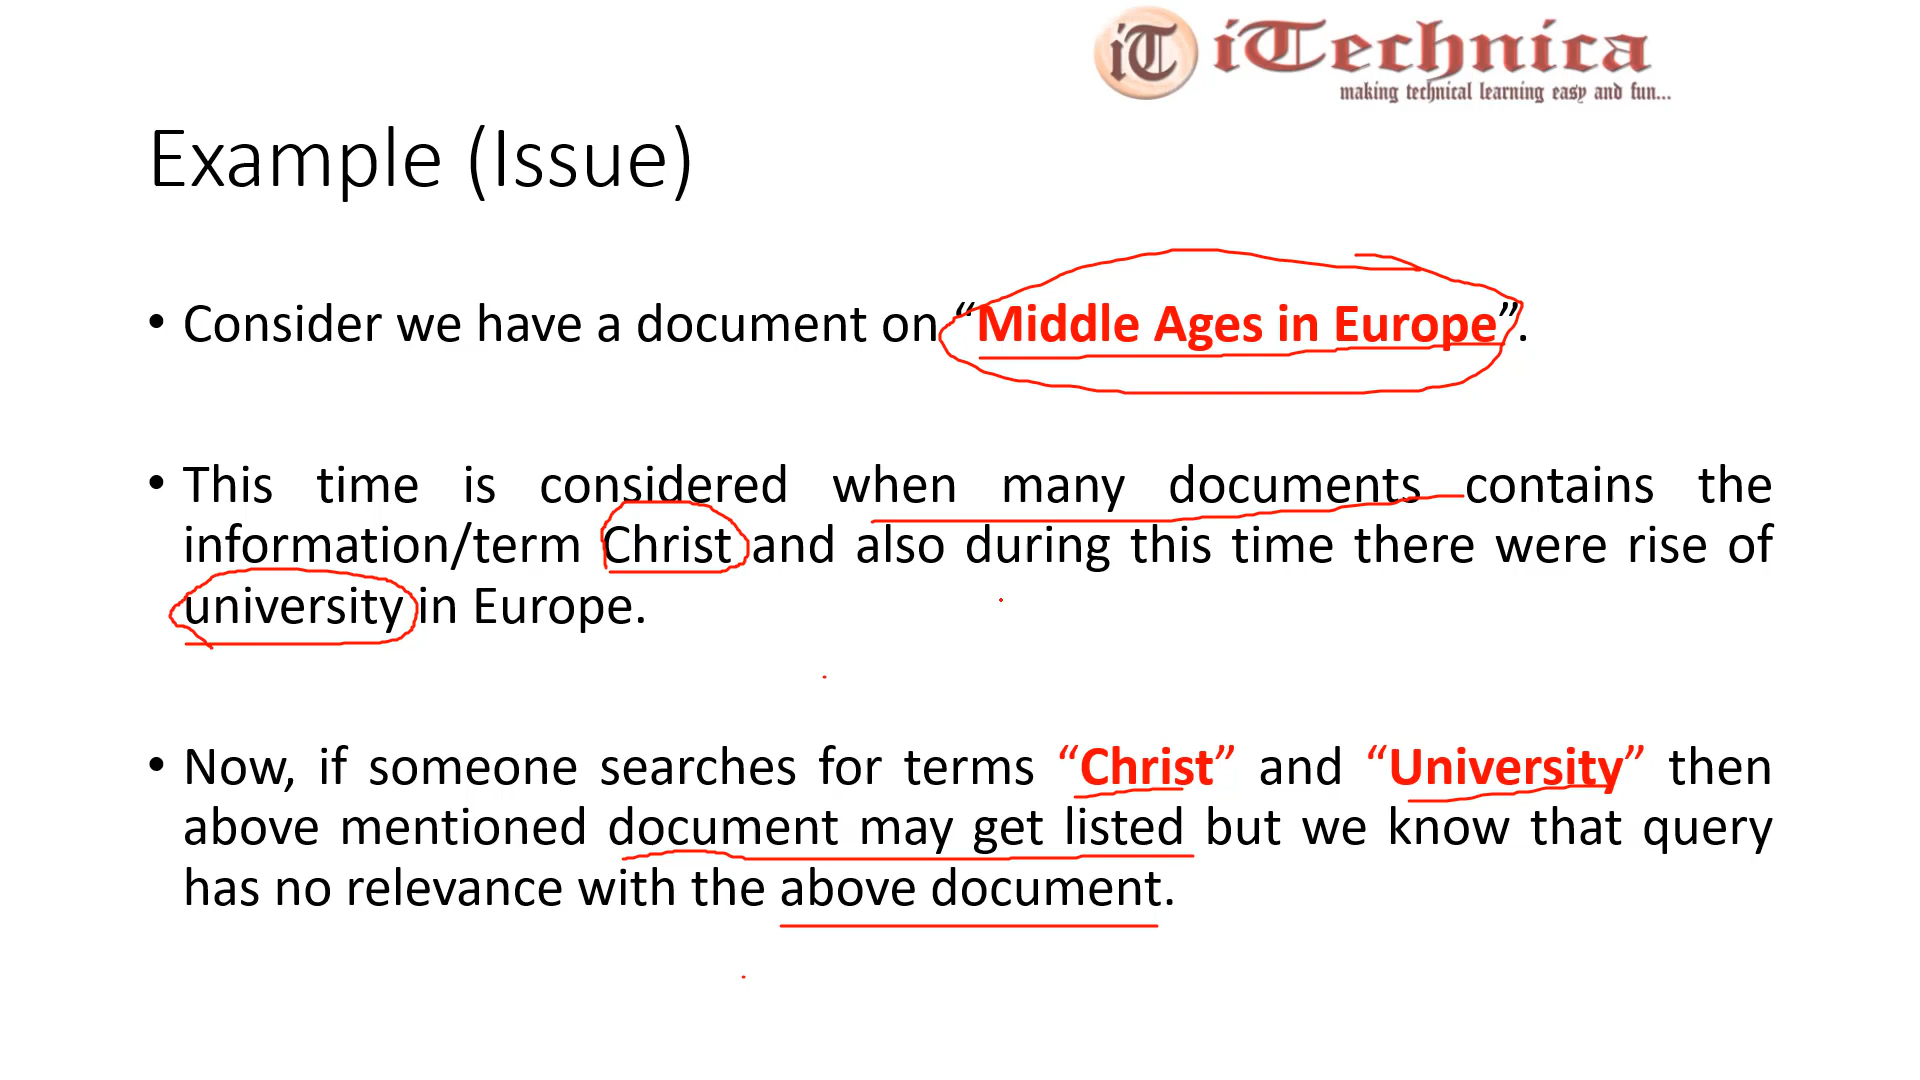 iT iTechnica
making technical learning easy and fun...
Example (Issue)
• Consider we have a document on “Middle Ages in Europe”.
• This time is considered when many documents contains the
information/term Christ and also during this time there were rise of
university in Europe.
• Now, if someone searches for terms “Christ” and “University” then
above mentioned document may get listed but we know that query
has no relevance with the above document.